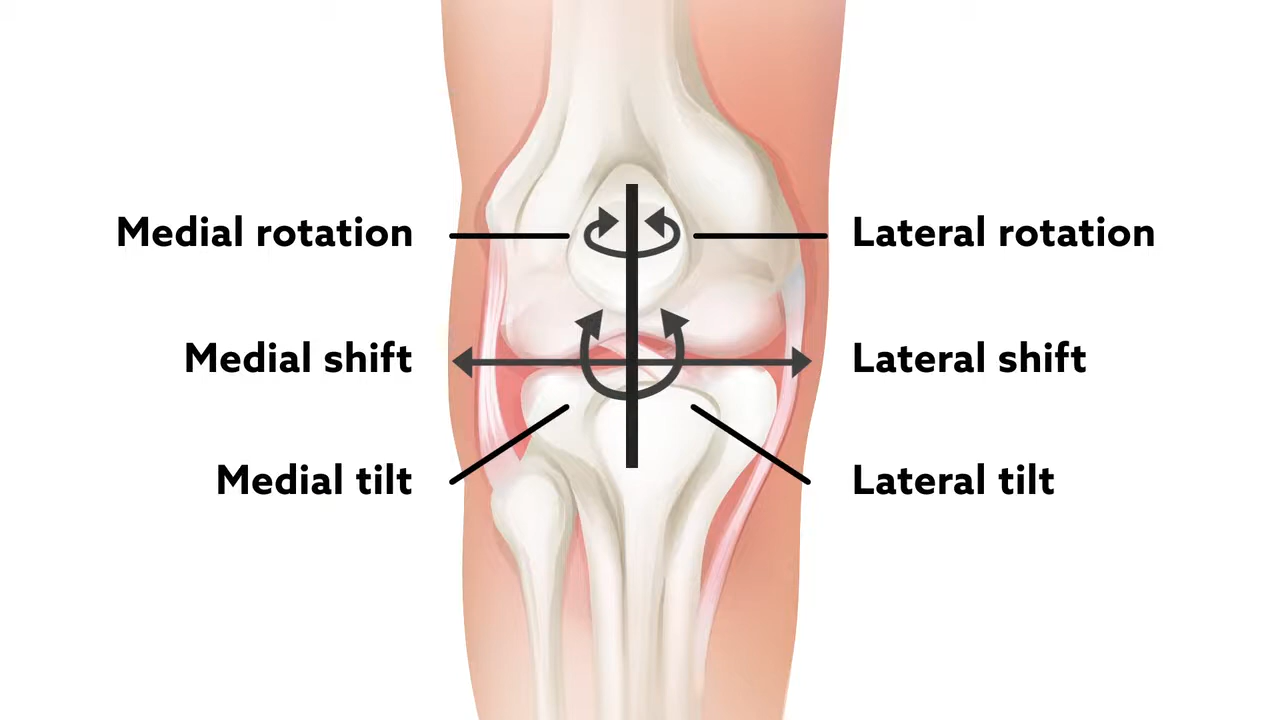 Medial rotation
Lateral rotation
Medial shift
Lateral shift
Medial tilt
Lateral tilt